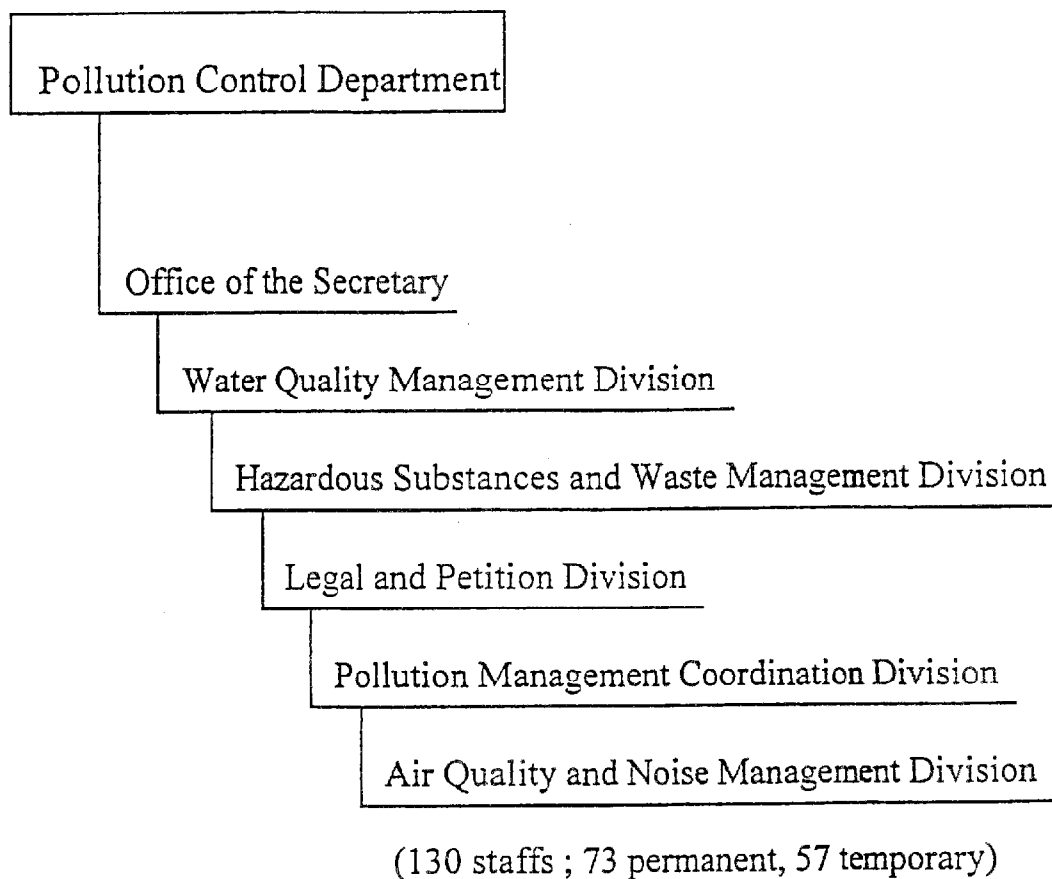 Pollution Control Department
Office of the Secretary
Water Quality Management Division
Hazardous Substances and Waste Management Division
Legal and Petition Division
Pollution Management Coordination Division
Air Quality and Noise Management Division
(130 staffs ; 73 permanent, 57 temporary)